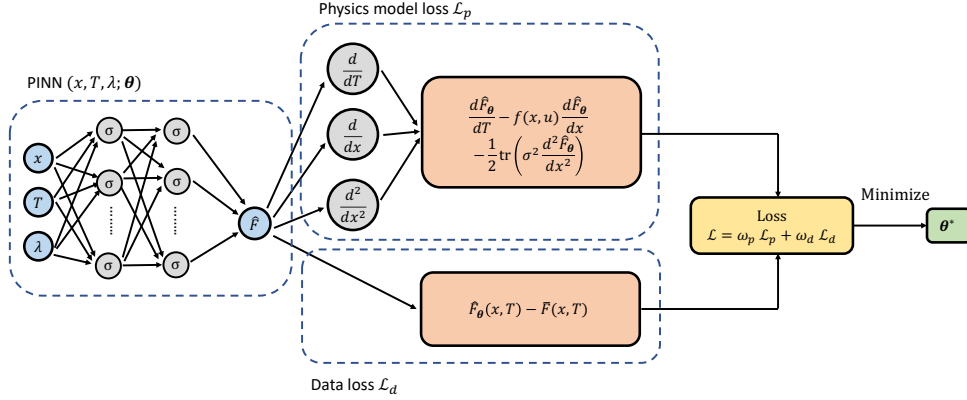 Physics model loss ℒₚ
PINN (x, T, λ; θ)
x
T
λ
σ
σ
σ
σ
σ
σ
F̂
d/dT
d/dx
d²/dx²
dF̂_θ/dT − f(x, u) dF̂_θ/dx
− 1/2 tr(σ² d²F̂_θ/dx²)
F̂_θ(x, T) − F̄(x, T)
Data loss ℒ_d
Loss
ℒ = ω_p ℒ_p + ω_d ℒ_d
Minimize
θ*